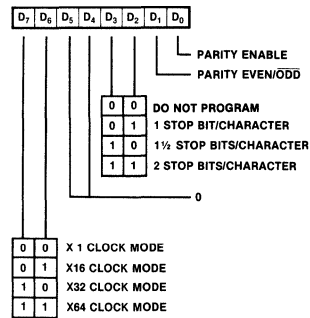 D7 D6 D5 D4 D3 D2 D1 D0
PARITY ENABLE
PARITY EVEN/ODD
0 0 DO NOT PROGRAM
0 1 1 STOP BIT/CHARACTER
1 0 1½ STOP BITS/CHARACTER
1 1 2 STOP BITS/CHARACTER
0
0 0 X 1 CLOCK MODE
0 1 X16 CLOCK MODE
1 0 X32 CLOCK MODE
1 1 X64 CLOCK MODE